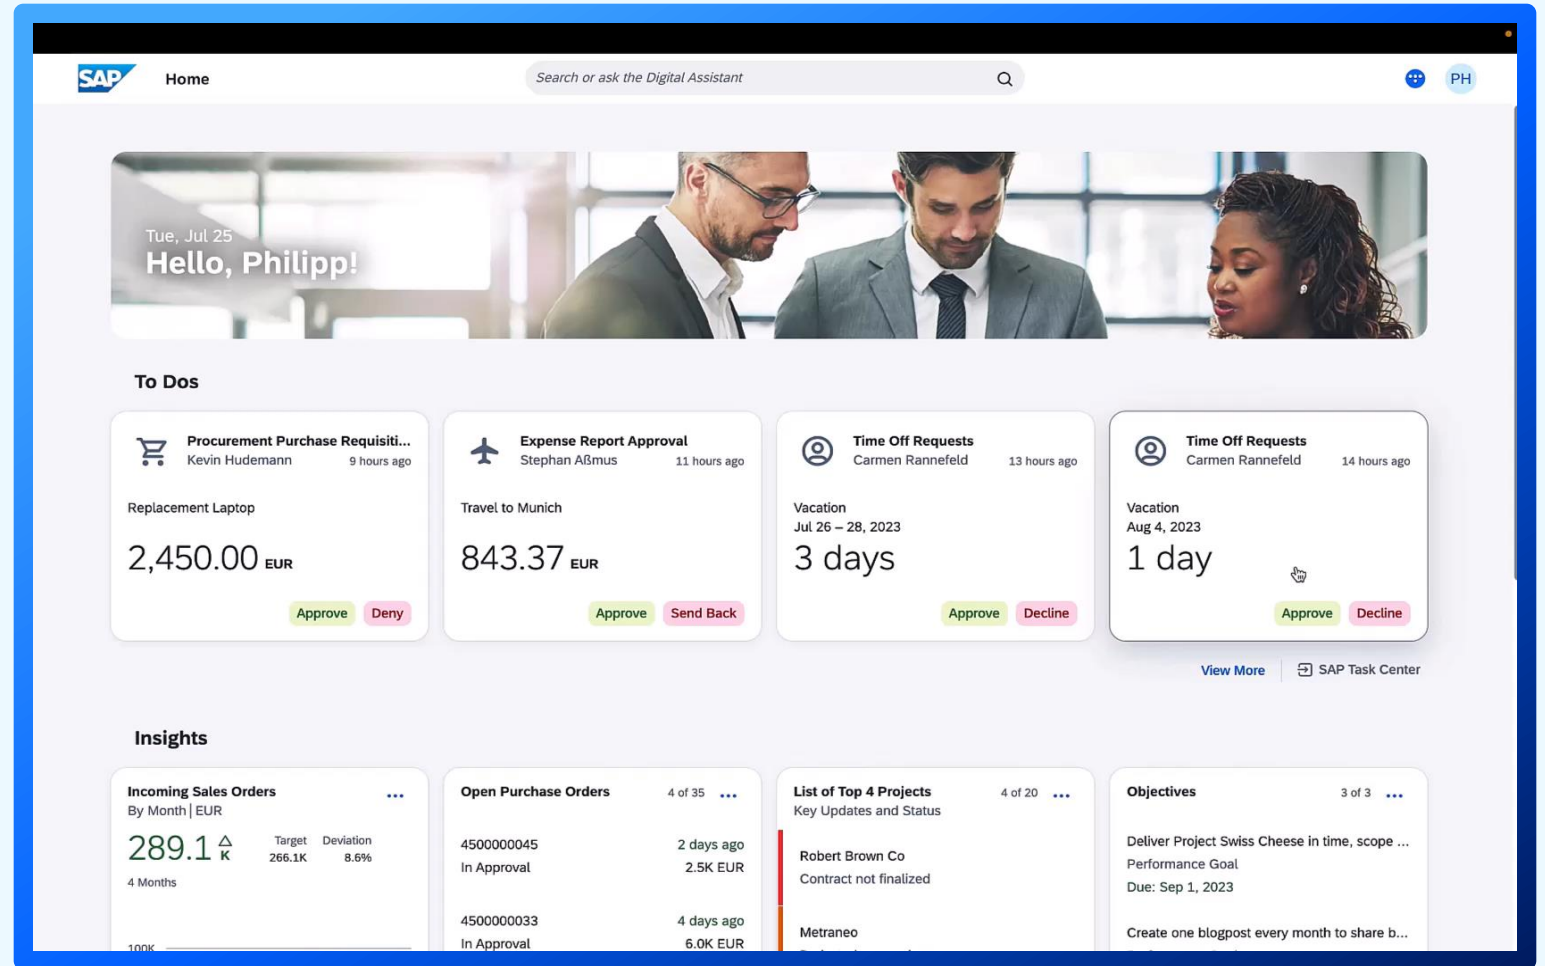 SAP
Home
Search or ask the Digital Assistant
PH
Tue, Jul 25
Hello, Philipp!
To Dos
Procurement Purchase Requisiti...
Kevin Hudemann
9 hours ago
Replacement Laptop
2,450.00 EUR
Approve
Deny
Expense Report Approval
Stephan Aßmus
11 hours ago
Travel to Munich
843.37 EUR
Approve
Send Back
Time Off Requests
Carmen Rannefeld
13 hours ago
Vacation
Jul 26 – 28, 2023
3 days
Approve
Decline
Time Off Requests
Carmen Rannefeld
14 hours ago
Vacation
Aug 4, 2023
1 day
Approve
Decline
View More
SAP Task Center
Insights
Incoming Sales Orders
By Month | EUR
289.1 K
Target
266.1K
Deviation
8.6%
4 Months
100K
Open Purchase Orders
4 of 35
4500000045
2 days ago
In Approval
2.5K EUR
4500000033
4 days ago
In Approval
6.0K EUR
List of Top 4 Projects
4 of 20
Key Updates and Status
Robert Brown Co
Contract not finalized
Metraneo
Objectives
3 of 3
Deliver Project Swiss Cheese in time, scope ...
Performance Goal
Due: Sep 1, 2023
Create one blogpost every month to share b...